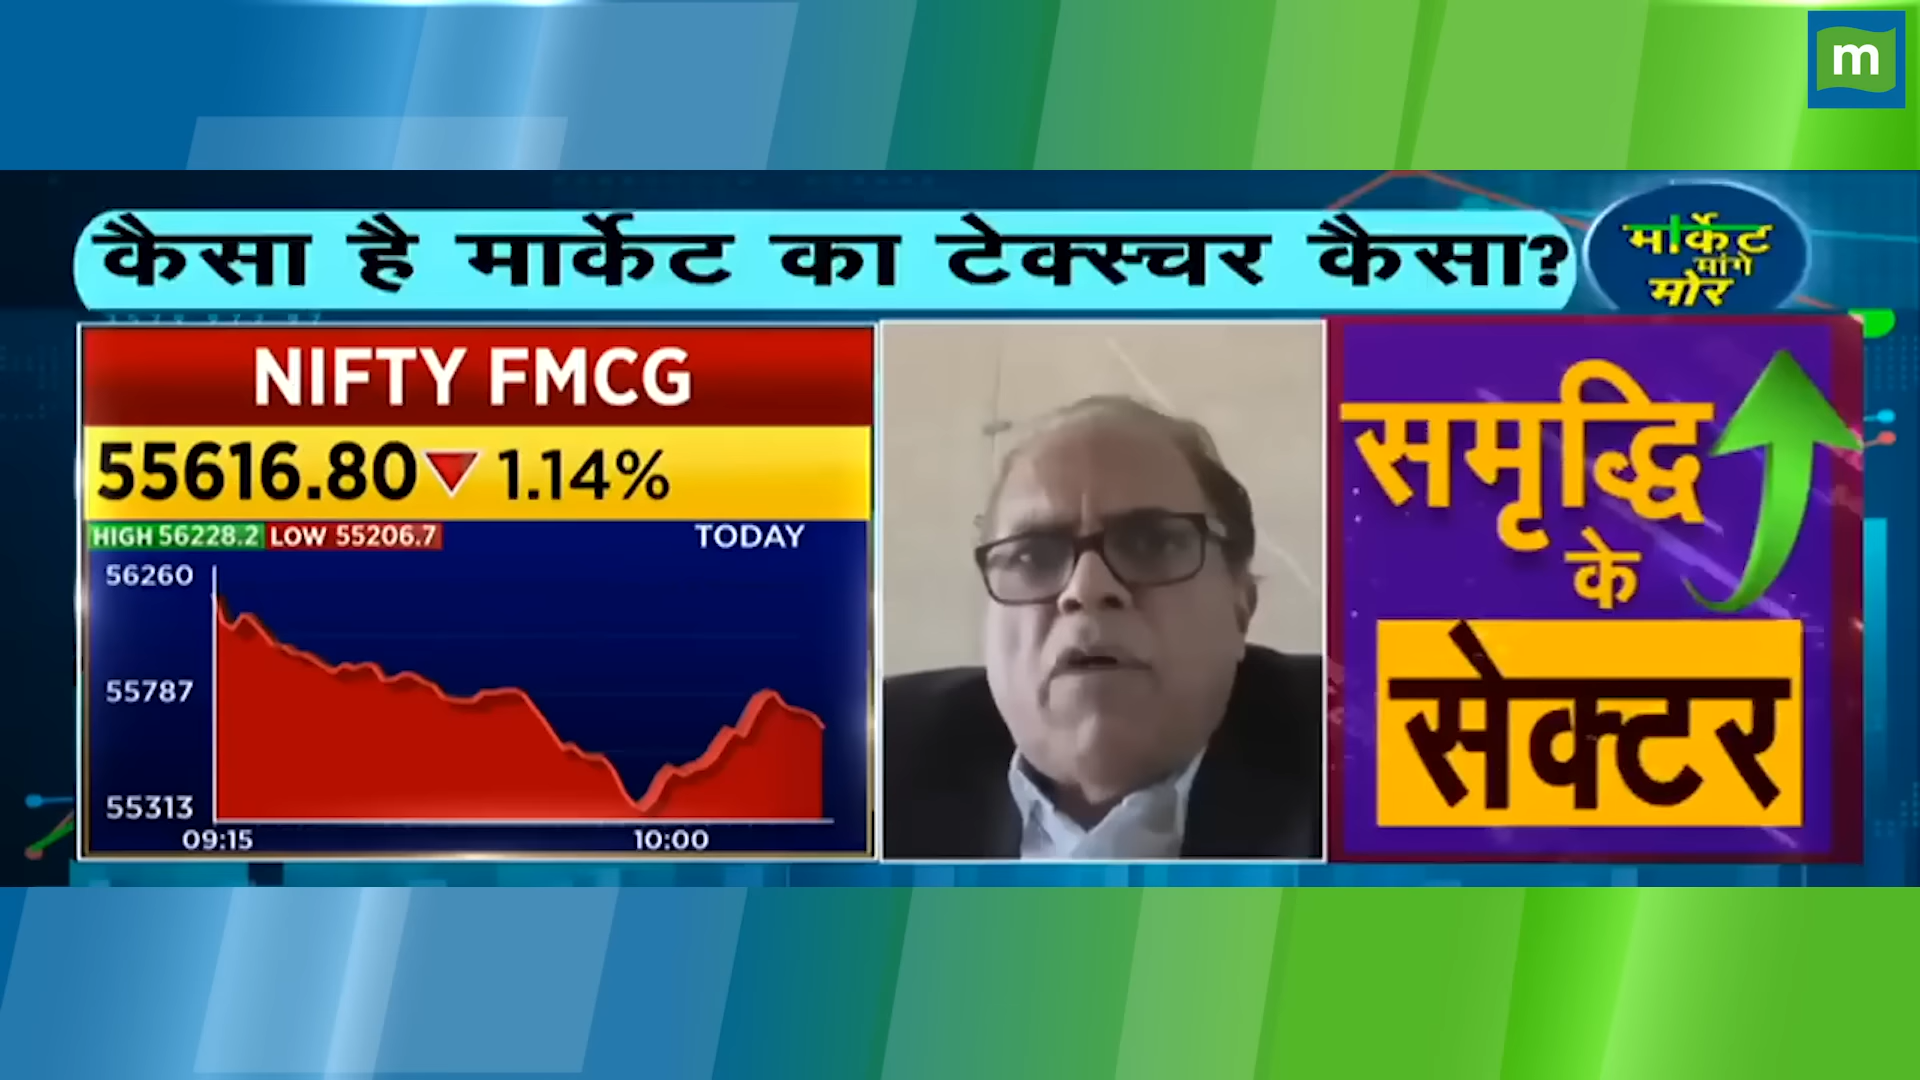 m
कैसा है मार्केट का टेक्स्चर कैसा?
मार्केट
मांगे
मोर
NIFTY FMCG
55616.80 ▼ 1.14%
HIGH 56228.2 LOW 55206.7 TODAY
56260
55787
55313
09:15 10:00
समृद्धि
के
सेक्टर